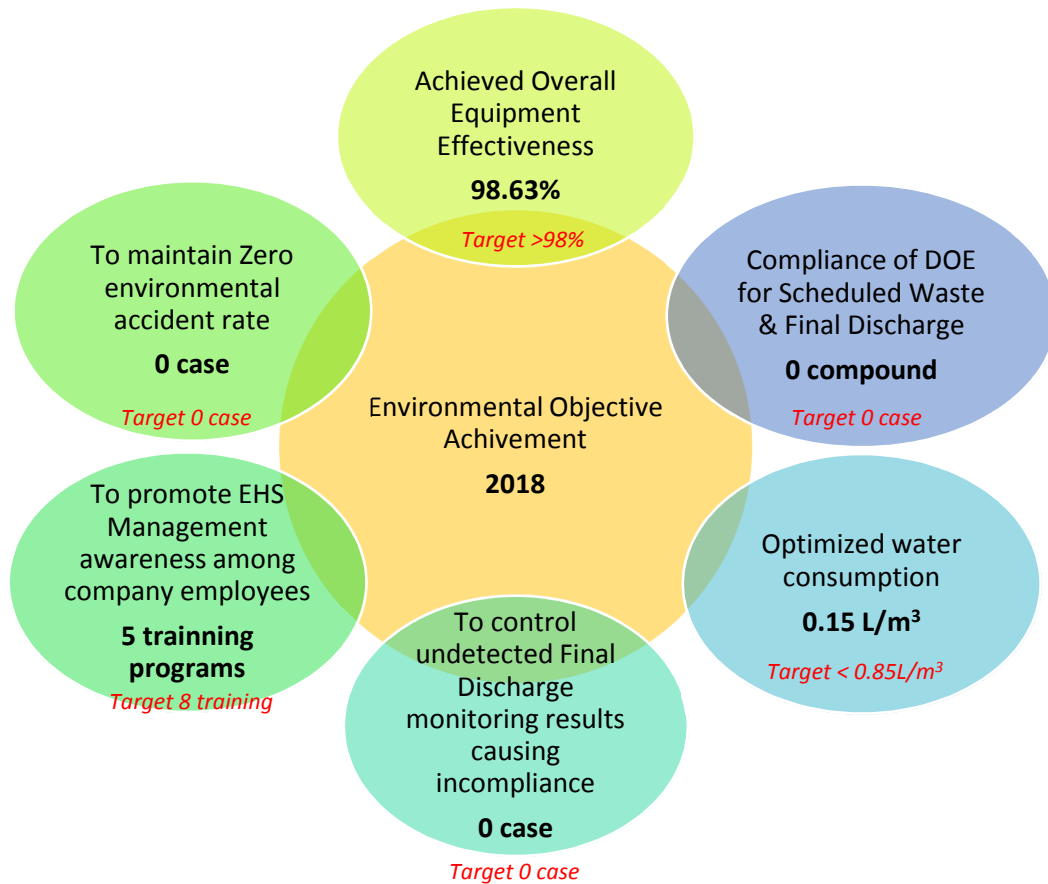 Achieved Overall
Equipment
Effectiveness
98.63%
Target >98%
Compliance of DOE
for Scheduled Waste
& Final Discharge
0 compound
Target 0 case
Optimized water
consumption
0.15 L/m³
Target < 0.85L/m³
To control
undetected Final
Discharge
monitoring results
causing
incompliance
0 case
Target 0 case
To promote EHS
Management
awareness among
company employees
5 trainning
programs
Target 8 training
To maintain Zero
environmental
accident rate
0 case
Target 0 case
Environmental Objective
Achivement
2018